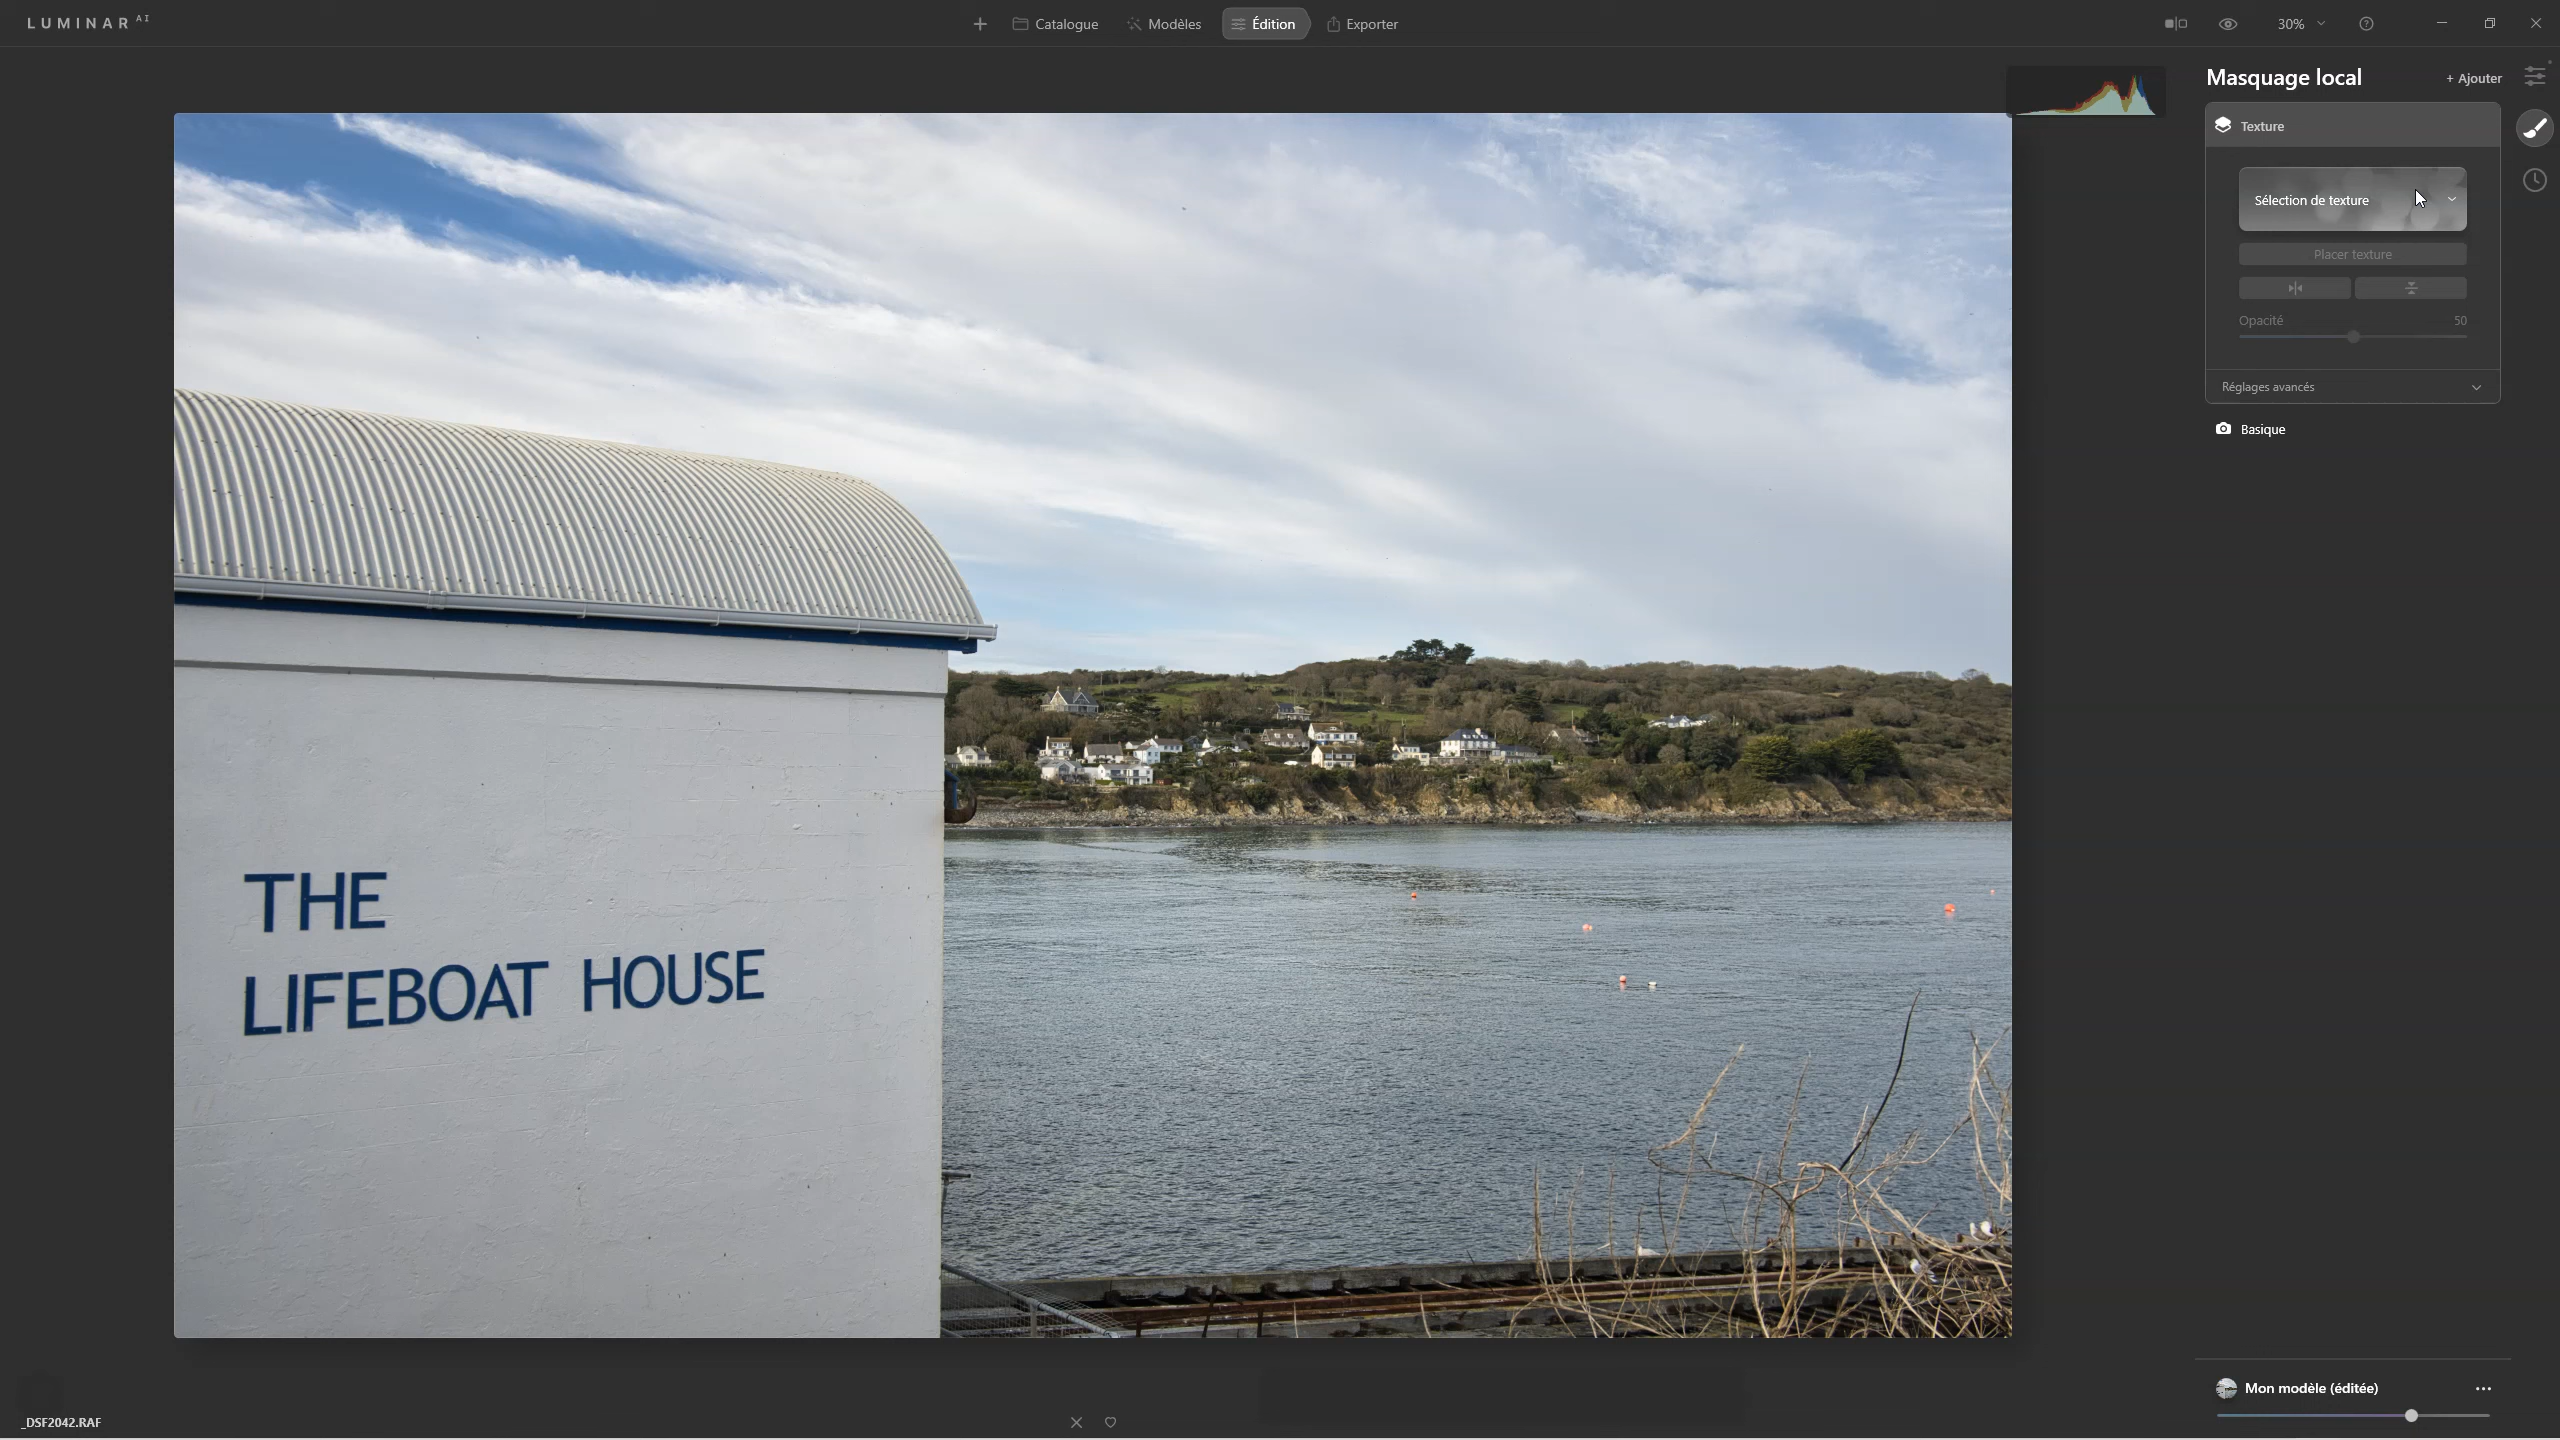 LUMINAR AI
Catalogue
Modèles
Édition
Exporter
30%
Masquage local
+ Ajouter
Texture
Sélection de texture
Placer texture
Opacité 50
Réglages avancés
Basique
THE
LIFEBOAT HOUSE
Mon modèle (éditée)
_DSF2042.RAF